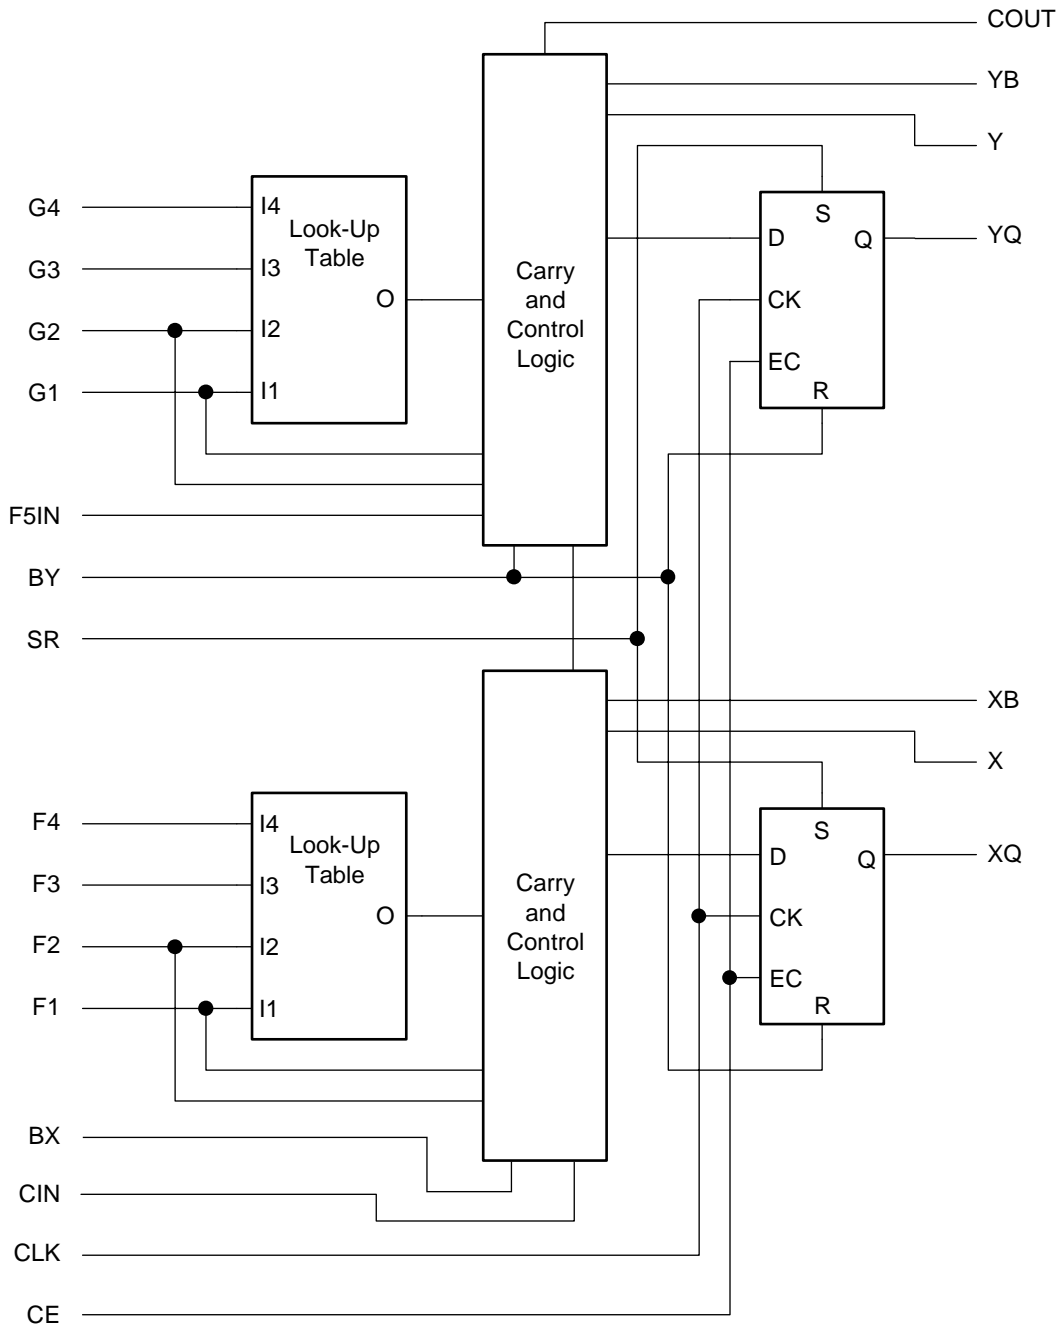 COUT
YB
Y
G4
I4
Look-Up
Table
S
D
Q
YQ
G3
I3
Carry
and
Control
Logic
O
CK
G2
I2
EC
G1
I1
R
F5IN
BY
SR
XB
X
F4
I4
Look-Up
Table
S
D
Q
XQ
F3
I3
Carry
and
Control
Logic
O
CK
F2
I2
EC
F1
I1
R
BX
CIN
CLK
CE